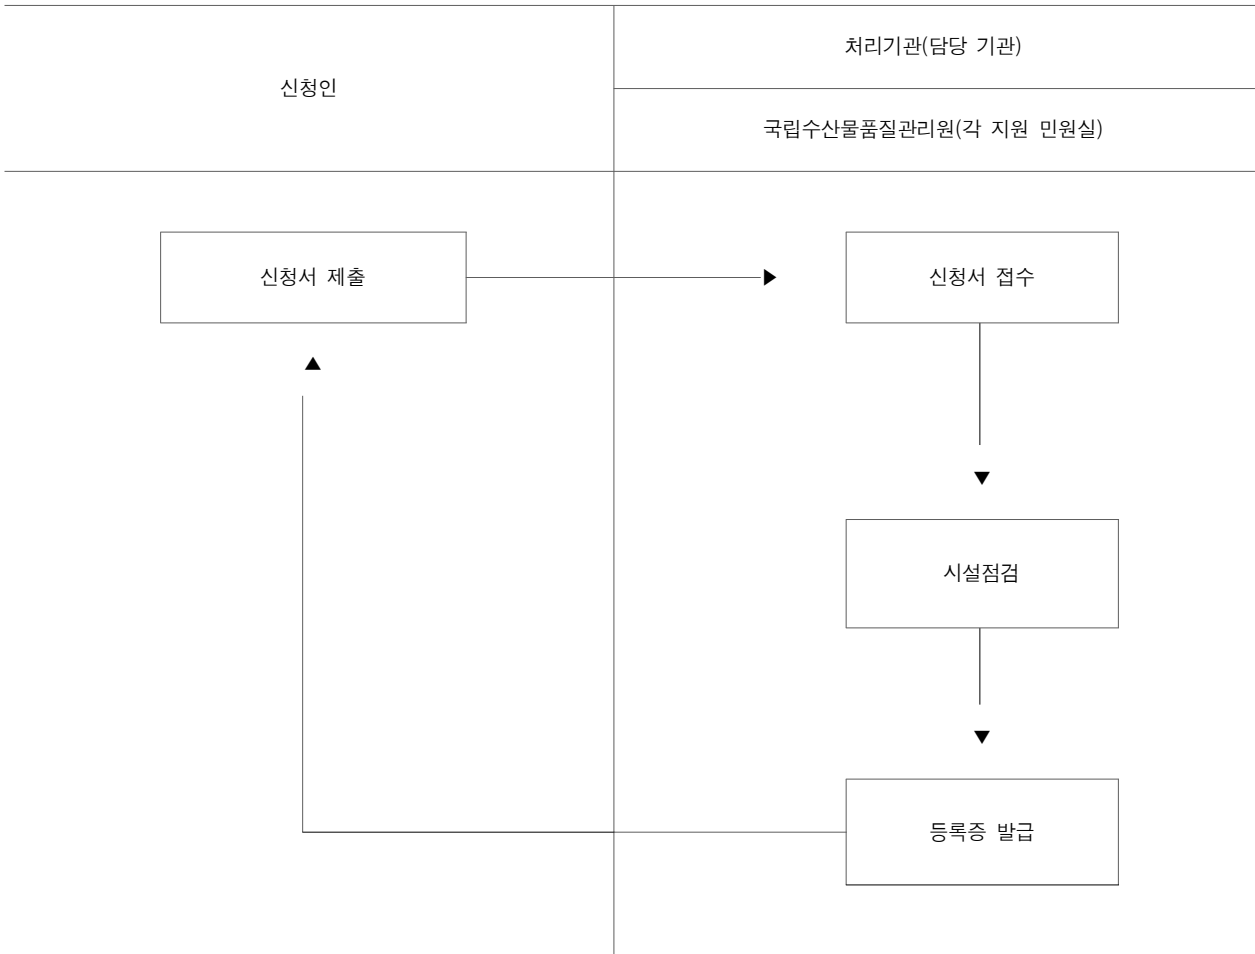 신청인
처리기관(담당 기관)
국립수산물품질관리원(각 지원 민원실)
신청서 제출
신청서 접수
시설점검
등록증 발급